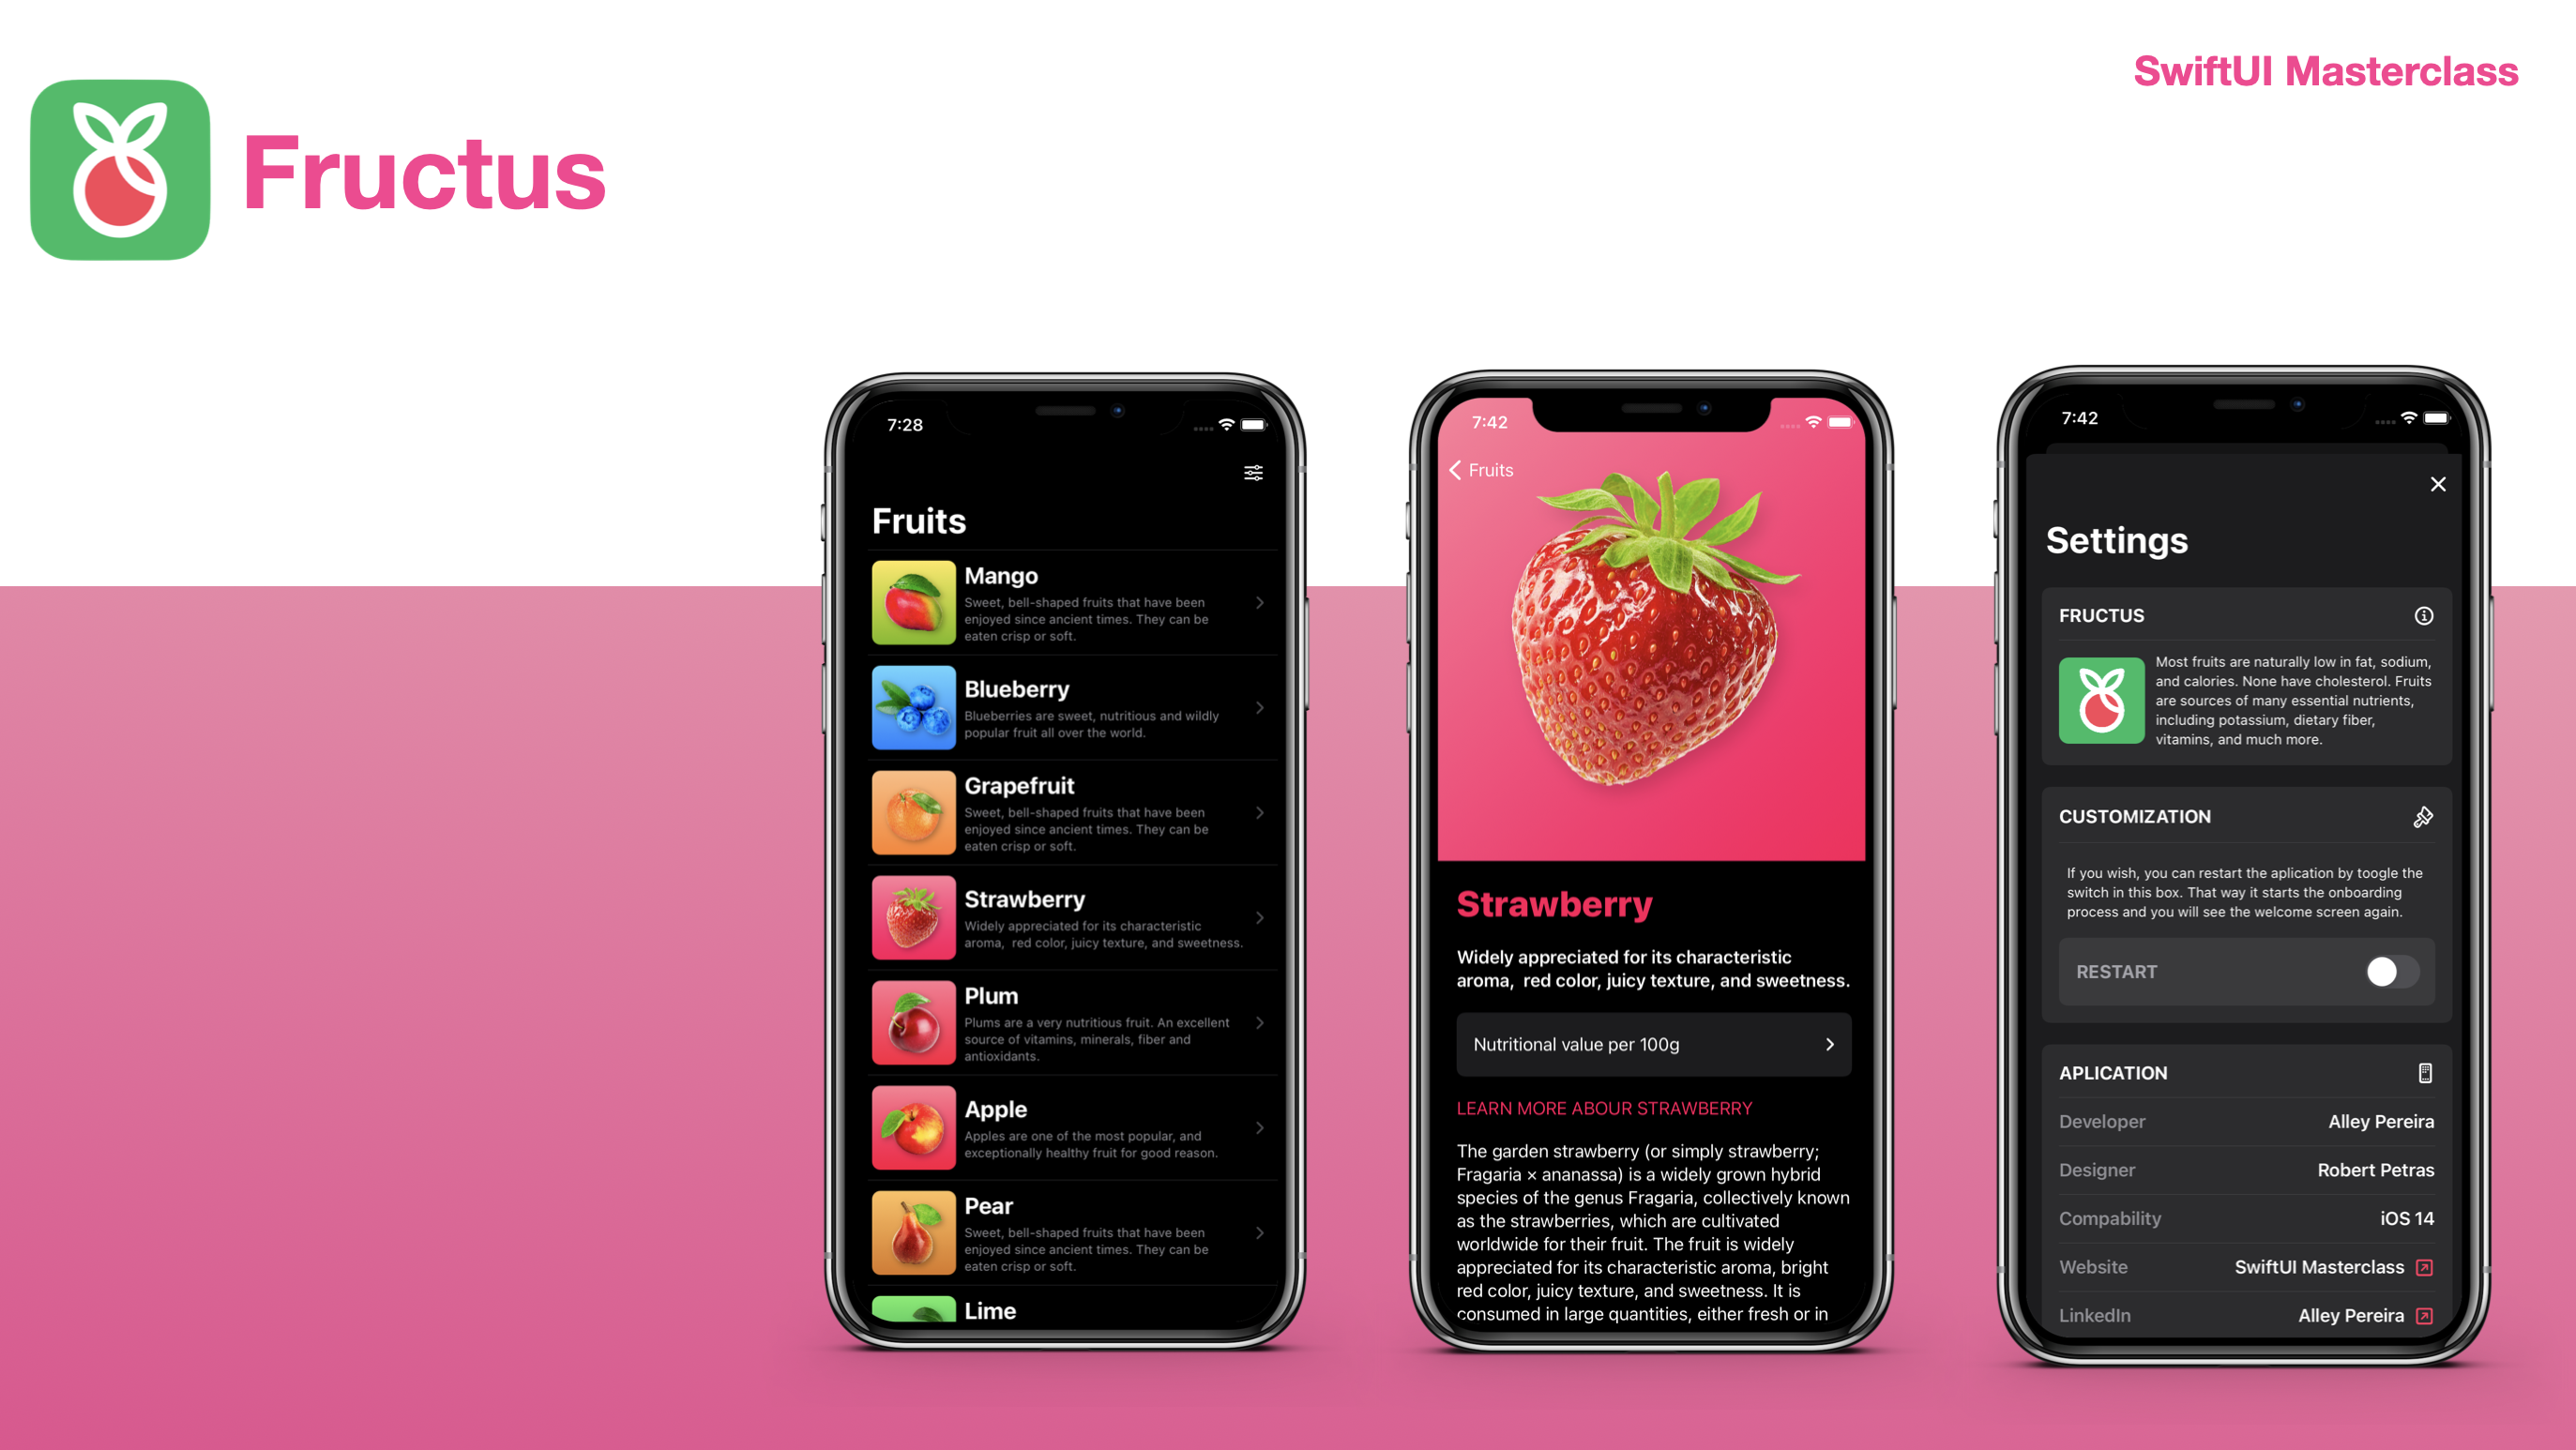 SwiftUI Masterclass
Fructus
7:28
Fruits
Mango
Sweet, bell-shaped fruits that have been
enjoyed since ancient times. They can be
eaten crisp or soft.
Blueberry
Blueberries are sweet, nutritious and wildly
popular fruit all over the world.
Grapefruit
Sweet, bell-shaped fruits that have been
enjoyed since ancient times. They can be
eaten crisp or soft.
Strawberry
Widely appreciated for its characteristic
aroma,  red color, juicy texture, and sweetness.
Plum
Plums are a very nutritious fruit. An excellent
source of vitamins, minerals, fiber and
antioxidants.
Apple
Apples are one of the most popular, and
exceptionally healthy fruit for good reason.
Pear
Sweet, bell-shaped fruits that have been
enjoyed since ancient times. They can be
eaten crisp or soft.
Lime
7:42
Fruits
Strawberry
Widely appreciated for its characteristic
aroma,  red color, juicy texture, and sweetness.
Nutritional value per 100g
LEARN MORE ABOUR STRAWBERRY
The garden strawberry (or simply strawberry;
Fragaria × ananassa) is a widely grown hybrid
species of the genus Fragaria, collectively known
as the strawberries, which are cultivated
worldwide for their fruit. The fruit is widely
appreciated for its characteristic aroma, bright
red color, juicy texture, and sweetness. It is
consumed in large quantities, either fresh or in
7:42
Settings
FRUCTUS
Most fruits are naturally low in fat, sodium,
and calories. None have cholesterol. Fruits
are sources of many essential nutrients,
including potassium, dietary fiber,
vitamins, and much more.
CUSTOMIZATION
If you wish, you can restart the aplication by toogle the
switch in this box. That way it starts the onboarding
process and you will see the welcome screen again.
RESTART
APLICATION
Developer Alley Pereira
Designer Robert Petras
Compability iOS 14
Website SwiftUI Masterclass
LinkedIn Alley Pereira